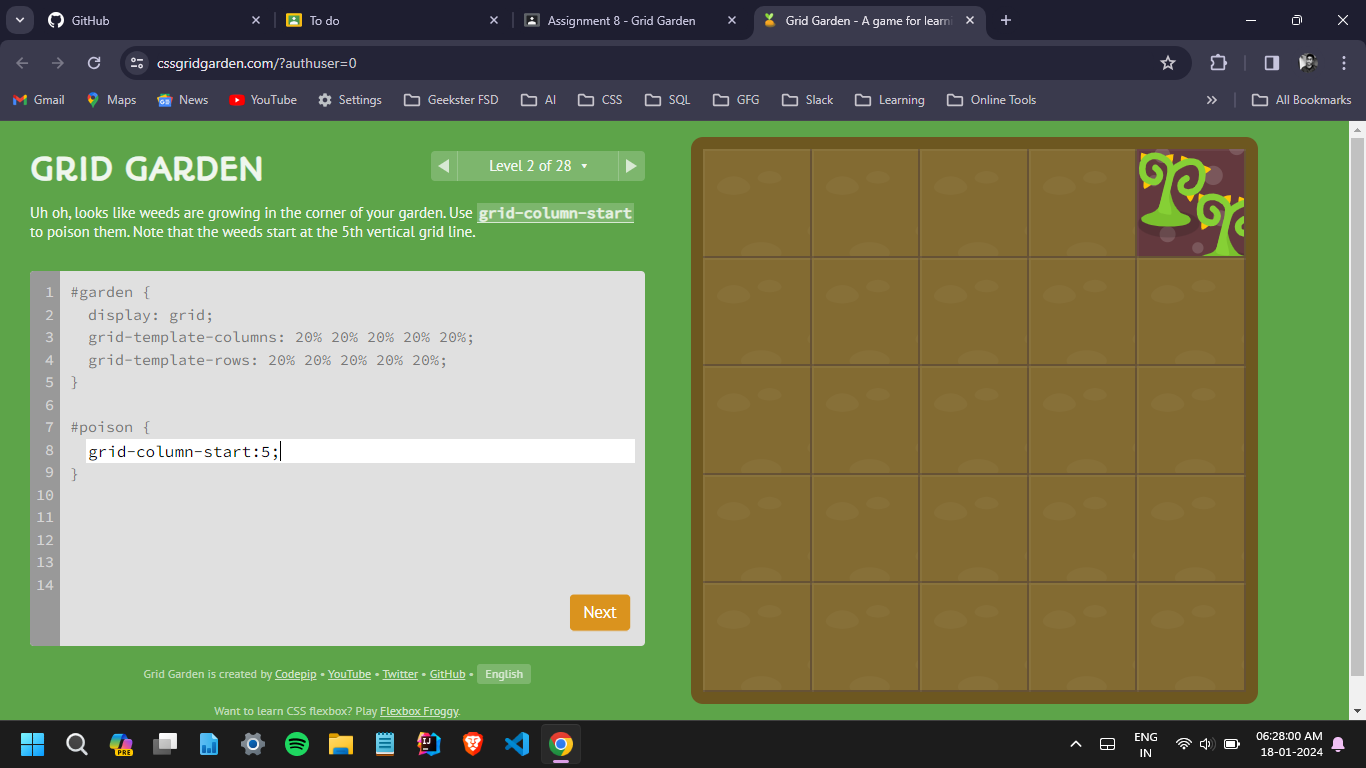 GitHub
To do
Assignment 8 - Grid Garden
Grid Garden - A game for learni
cssgridgarden.com/?authuser=0
Gmail
Maps
News
YouTube
Settings
Geekster FSD
AI
CSS
SQL
GFG
Slack
Learning
Online Tools
»
All Bookmarks
GRID GARDEN
Level 2 of 28
Uh oh, looks like weeds are growing in the corner of your garden. Use grid-column-start
to poison them. Note that the weeds start at the 5th vertical grid line.
1 #garden {
2 display: grid;
3 grid-template-columns: 20% 20% 20% 20% 20%;
4 grid-template-rows: 20% 20% 20% 20% 20%;
5 }
6
7 #poison {
8 grid-column-start:5;
9 }
10
11
12
13
14
Next
Grid Garden is created by Codepip • YouTube • Twitter • GitHub • English
Want to learn CSS flexbox? Play Flexbox Froggy.
PRE
ENG
IN
06:28:00 AM
18-01-2024